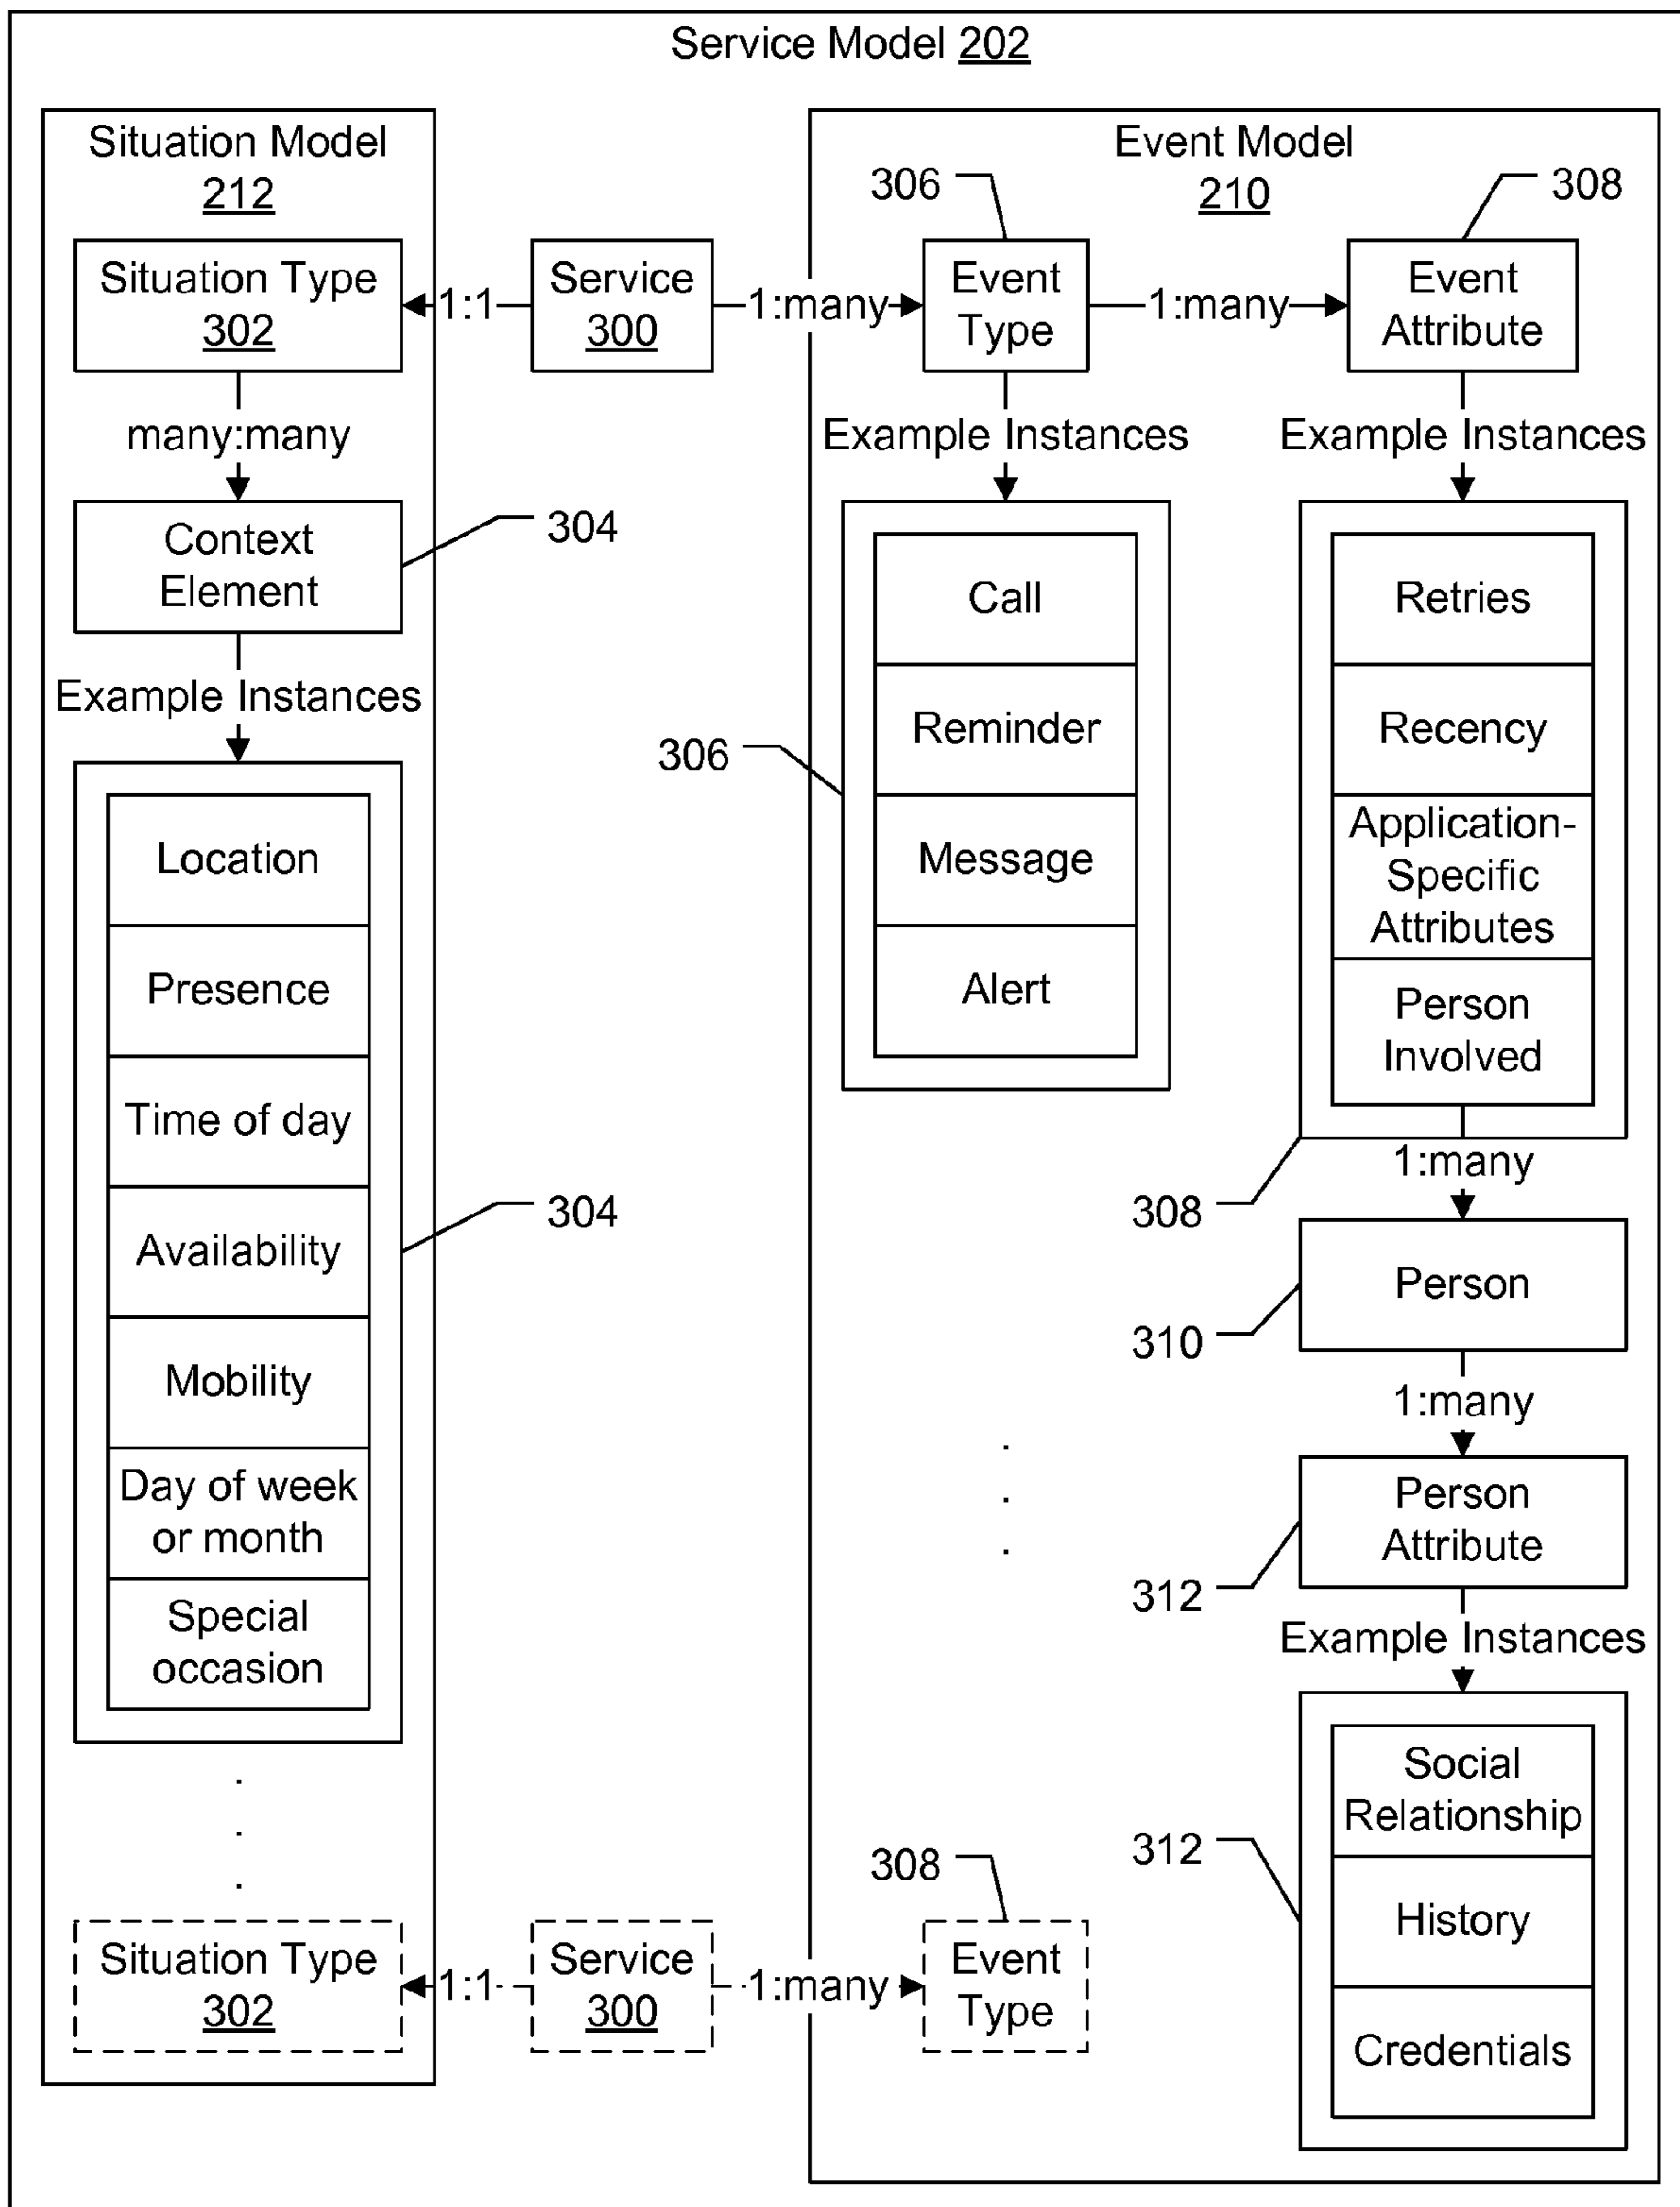 Service Model 202
Situation Model
212
Event Model
210
306
308
Situation Type
302
1:1
Service
300
1:many
Event
Type
1:many
Event
Attribute
many:many
Example Instances
Example Instances
Context
Element
304
Example Instances
Location
Presence
Time of day
Availability
Mobility
Day of week
or month
Special
occasion
304
306
Call
Reminder
Message
Alert
Retries
Recency
Application-
Specific
Attributes
Person
Involved
308
1:many
Person
310
1:many
Person
Attribute
312
Example Instances
Social
Relationship
History
Credentials
312
.
.
.
.
.
.
308
Situation Type
302
1:1
Service
300
1:many
Event
Type